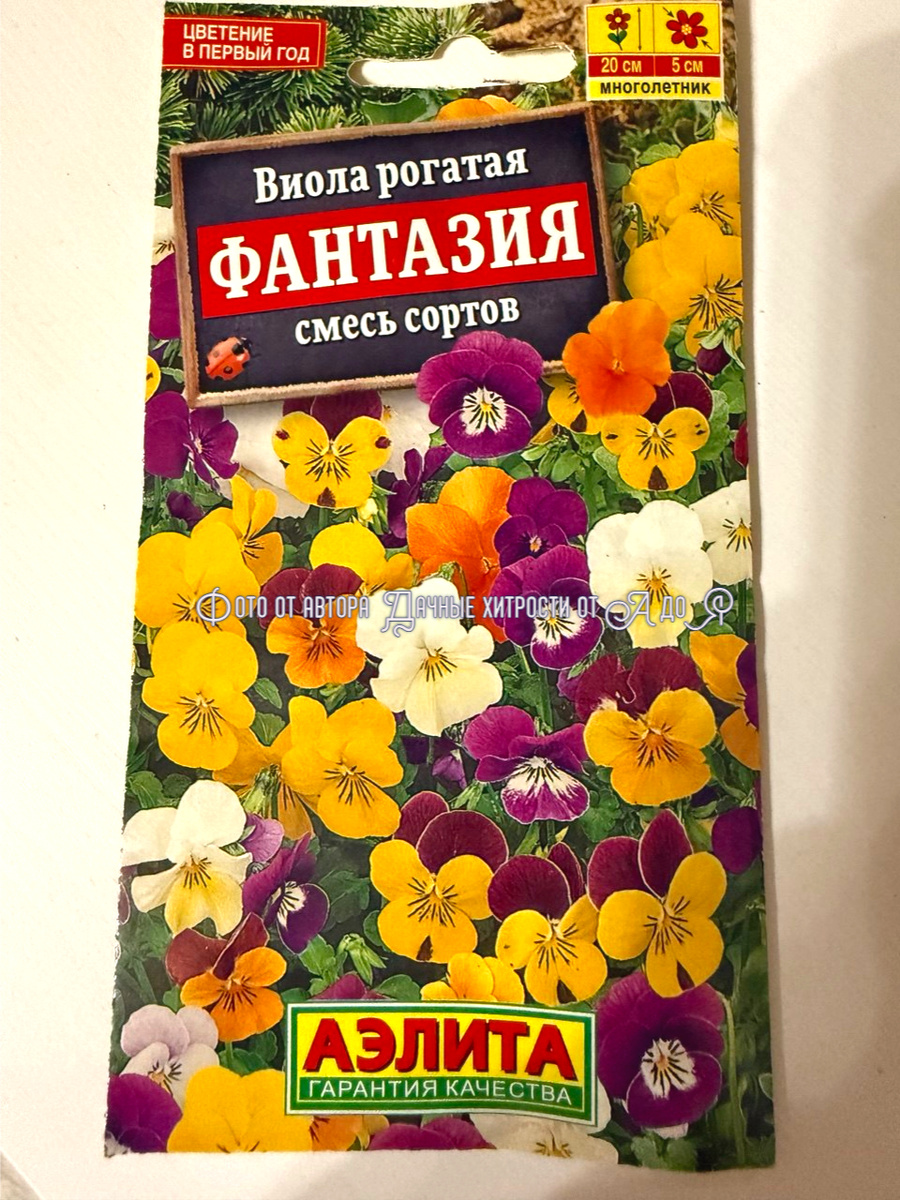 ЦВЕТЕНИЕ
В ПЕРВЫЙ ГОД
20 см 5 см
многолетник
Виола рогатая
ФАНТАЗИЯ
смесь сортов
Фото от автора Дачные хитрости от А до Я
АЭЛИТА
ГАРАНТИЯ КАЧЕСТВА